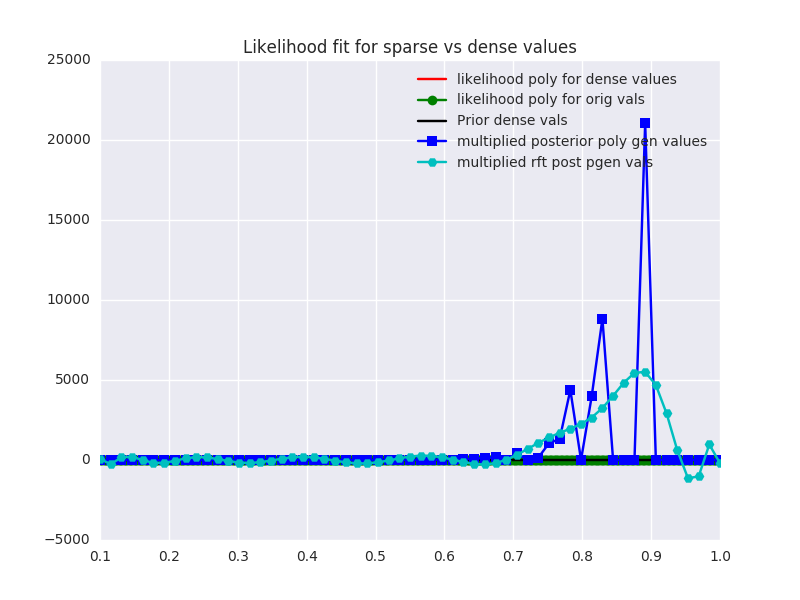 Likelihood fit for sparse vs dense values
25000
20000
15000
10000
5000
0
−5000
likelihood poly for dense values
likelihood poly for orig vals
Prior dense vals
multiplied posterior poly gen values
multiplied rft post pgen vals
0.1 0.2 0.3 0.4 0.5 0.6 0.7 0.8 0.9 1.0